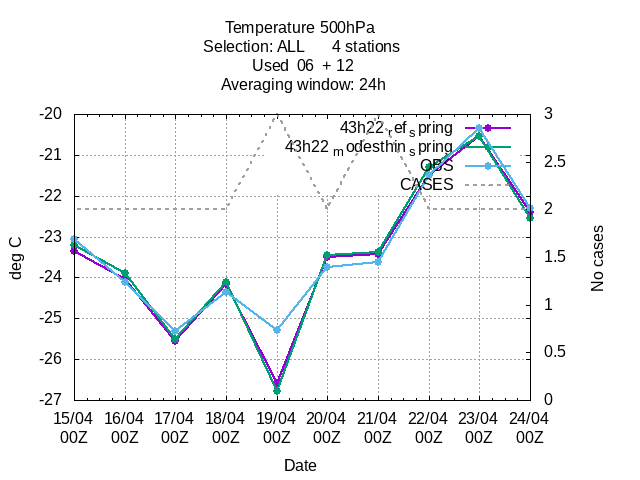 Temperature 500hPa
Selection: ALL 4 stations
Used 06 + 12
Averaging window: 24h
43h22ref_spring
43h22modesthin_spring
OBS
CASES
-20
-21
-22
-23
-24
-25
-26
-27
3
2.5
2
1.5
1
0.5
0
deg C
No cases
15/04 16/04 17/04 18/04 19/04 20/04 21/04 22/04 23/04 24/04
00Z 00Z 00Z 00Z 00Z 00Z 00Z 00Z 00Z 00Z
Date